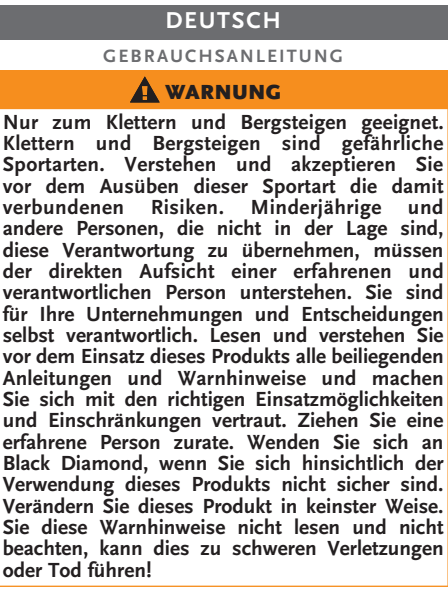 DEUTSCH
GEBRAUCHSANLEITUNG
WARNUNG
Nur zum Klettern und Bergsteigen geeignet.
Klettern und Bergsteigen sind gefährliche
Sportarten. Verstehen und akzeptieren Sie
vor dem Ausüben dieser Sportart die damit
verbundenen Risiken. Minderjährige und
andere Personen, die nicht in der Lage sind,
diese Verantwortung zu übernehmen, müssen
der direkten Aufsicht einer erfahrenen und
verantwortlichen Person unterstehen. Sie sind
für Ihre Unternehmungen und Entscheidungen
selbst verantwortlich. Lesen und verstehen Sie
vor dem Einsatz dieses Produkts alle beiliegenden
Anleitungen und Warnhinweise und machen
Sie sich mit den richtigen Einsatzmöglichkeiten
und Einschränkungen vertraut. Ziehen Sie eine
erfahrene Person zurate. Wenden Sie sich an
Black Diamond, wenn Sie sich hinsichtlich der
Verwendung dieses Produkts nicht sicher sind.
Verändern Sie dieses Produkt in keinster Weise.
Sie diese Warnhinweise nicht lesen und nicht
beachten, kann dies zu schweren Verletzungen
oder Tod führen!